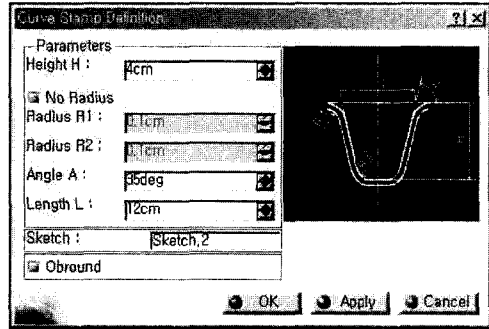 Curve Stamp Definition ? X
Parameters
Height H : 4cm
No Radius
Radius R1 : 0.1cm
Radius R2 : 0.1cm
Angle A : 35deg
Length L : 12cm
Sketch : Sketch,2
Obround
OK Apply Cancel